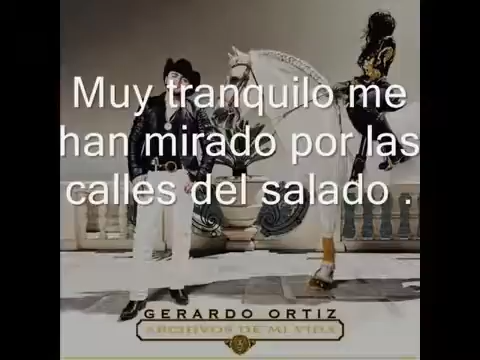 Muy tranquilo me
han mirado por las
calles del salado .
GERARDO ORTIZ
ARCHIVOS DE MI VIDA